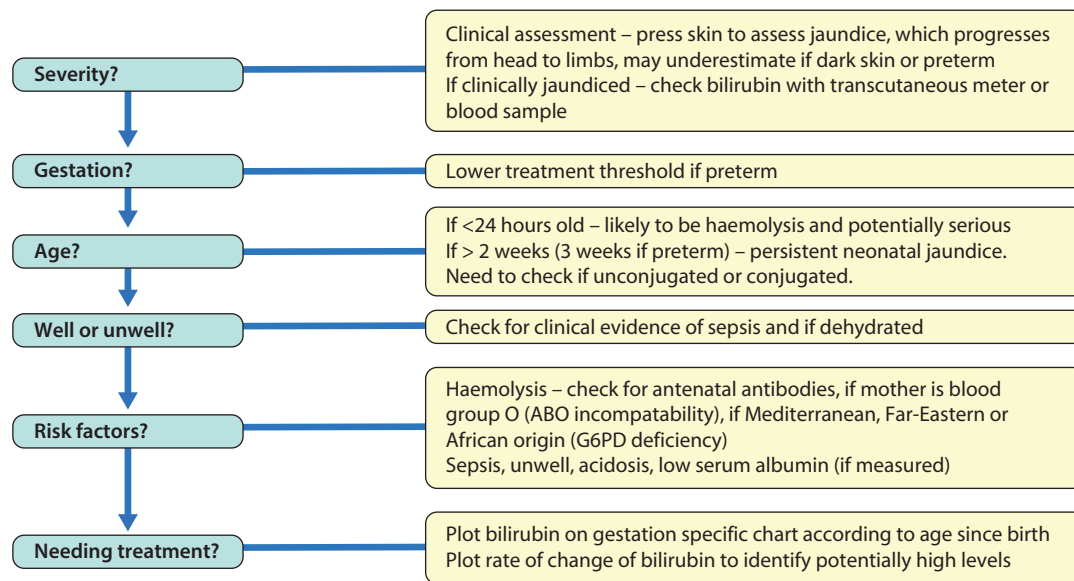 Severity?
Clinical assessment – press skin to assess jaundice, which progresses
from head to limbs, may underestimate if dark skin or preterm
If clinically jaundiced – check bilirubin with transcutaneous meter or
blood sample
Gestation?
Lower treatment threshold if preterm
Age?
If <24 hours old – likely to be haemolysis and potentially serious
If > 2 weeks (3 weeks if preterm) – persistent neonatal jaundice.
Need to check if unconjugated or conjugated.
Well or unwell?
Check for clinical evidence of sepsis and if dehydrated
Risk factors?
Haemolysis – check for antenatal antibodies, if mother is blood
group O (ABO incompatability), if Mediterranean, Far-Eastern or
African origin (G6PD deficiency)
Sepsis, unwell, acidosis, low serum albumin (if measured)
Needing treatment?
Plot bilirubin on gestation specific chart according to age since birth
Plot rate of change of bilirubin to identify potentially high levels